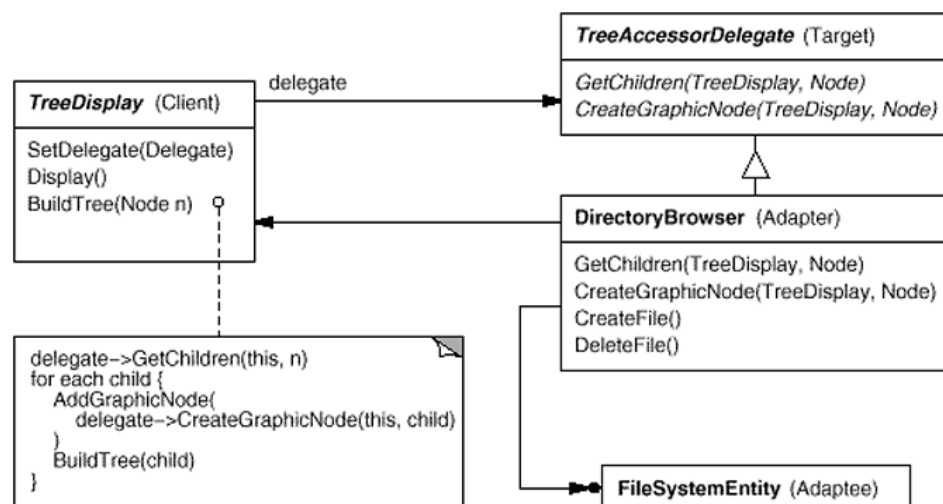 TreeAccessorDelegate (Target)
GetChildren(TreeDisplay, Node)
CreateGraphicNode(TreeDisplay, Node)
delegate
TreeDisplay (Client)
SetDelegate(Delegate)
Display()
BuildTree(Node n)
DirectoryBrowser (Adapter)
GetChildren(TreeDisplay, Node)
CreateGraphicNode(TreeDisplay, Node)
CreateFile()
DeleteFile()
delegate->GetChildren(this, n)
for each child {
AddGraphicNode(
delegate->CreateGraphicNode(this, child)
)
BuildTree(child)
}
FileSystemEntity (Adaptee)